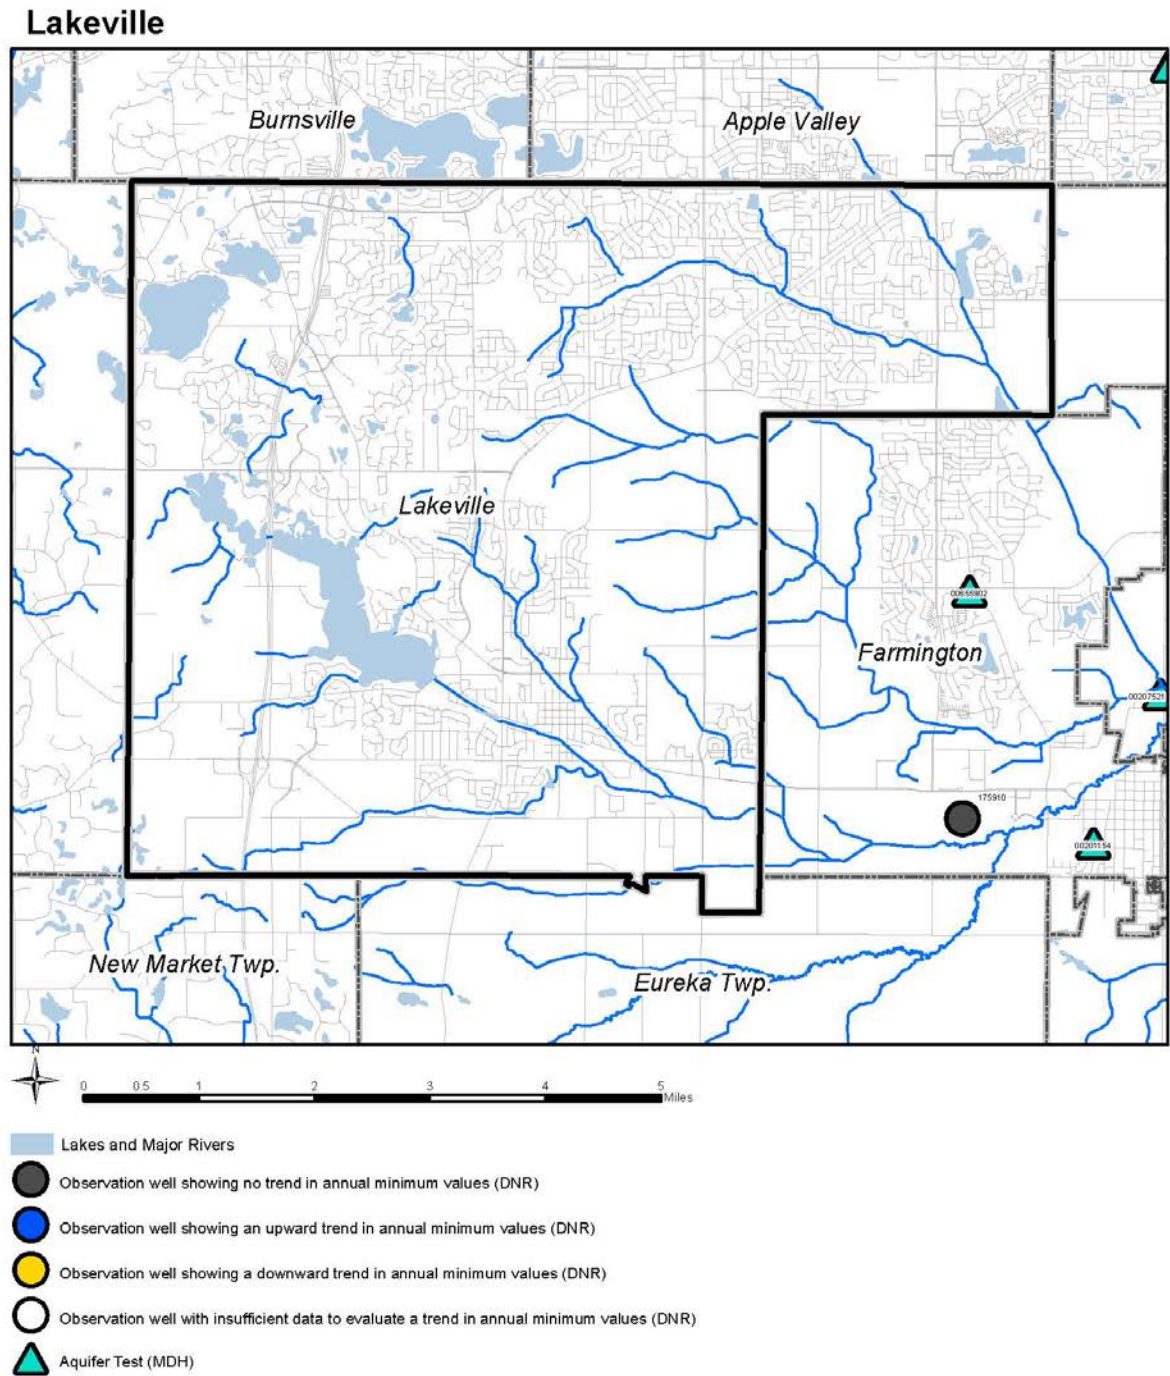 Lakeville
Burnsville
Apple Valley
Lakeville
00655902
Farmington
00207521
175910
00201154
New Market Twp.
Eureka Twp.
N
0 0.5 1 2 3 4 5
Miles
Lakes and Major Rivers
Observation well showing no trend in annual minimum values (DNR)
Observation well showing an upward trend in annual minimum values (DNR)
Observation well showing a downward trend in annual minimum values (DNR)
Observation well with insufficient data to evaluate a trend in annual minimum values (DNR)
Aquifer Test (MDH)